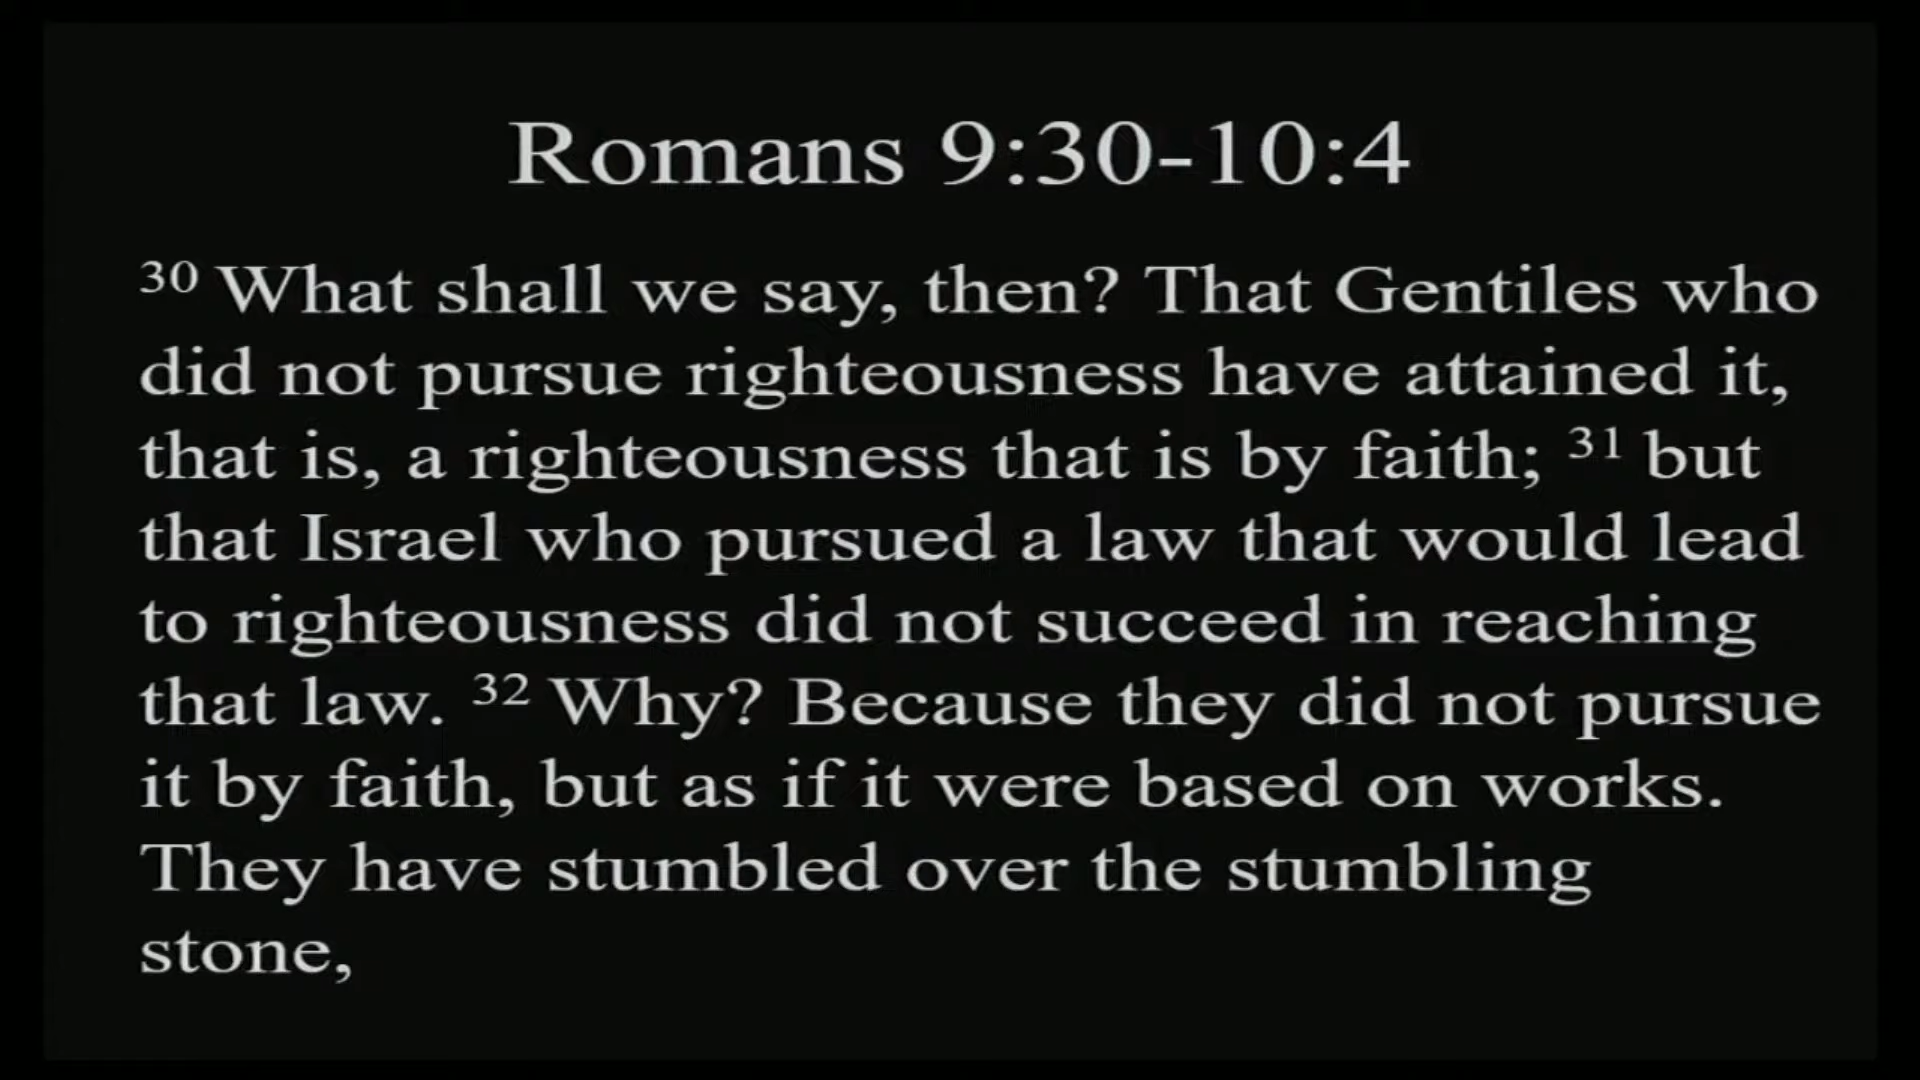 Romans 9:30-10:4
30 What shall we say, then? That Gentiles who
did not pursue righteousness have attained it,
that is, a righteousness that is by faith; 31 but
that Israel who pursued a law that would lead
to righteousness did not succeed in reaching
that law. 32 Why? Because they did not pursue
it by faith, but as if it were based on works.
They have stumbled over the stumbling
stone,